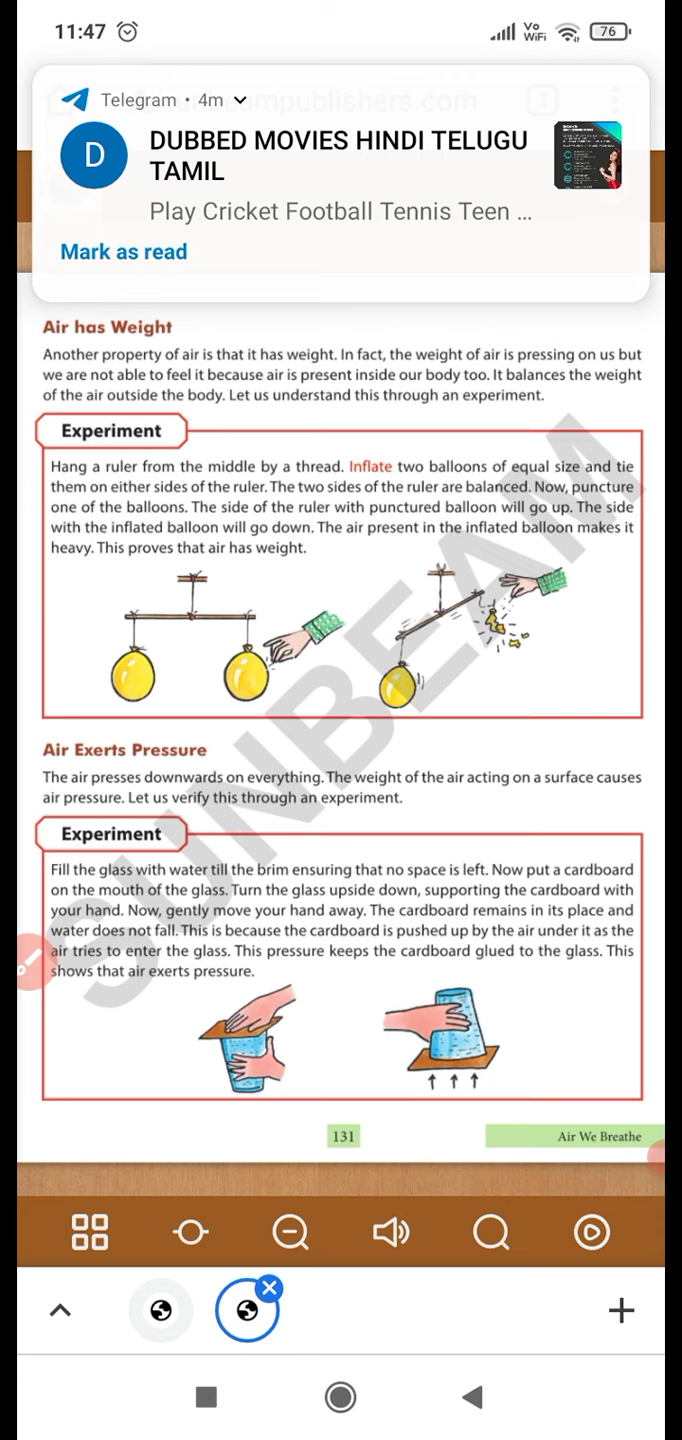 11:47
Vo
WiFi
76
Telegram • 4m
DUBBED MOVIES HINDI TELUGU
TAMIL
D
Play Cricket Football Tennis Teen ...
Mark as read
Air has Weight
Another property of air is that it has weight. In fact, the weight of air is pressing on us but
we are not able to feel it because air is present inside our body too. It balances the weight
of the air outside the body. Let us understand this through an experiment.
Experiment
Hang a ruler from the middle by a thread. Inflate two balloons of equal size and tie
them on either sides of the ruler. The two sides of the ruler are balanced. Now, puncture
one of the balloons. The side of the ruler with punctured balloon will go up. The side
with the inflated balloon will go down. The air present in the inflated balloon makes it
heavy. This proves that air has weight.
SUNBEAM
Air Exerts Pressure
The air presses downwards on everything. The weight of the air acting on a surface causes
air pressure. Let us verify this through an experiment.
Experiment
Fill the glass with water till the brim ensuring that no space is left. Now put a cardboard
on the mouth of the glass. Turn the glass upside down, supporting the cardboard with
your hand. Now, gently move your hand away. The cardboard remains in its place and
water does not fall. This is because the cardboard is pushed up by the air under it as the
air tries to enter the glass. This pressure keeps the cardboard glued to the glass. This
shows that air exerts pressure.
131
Air We Breathe